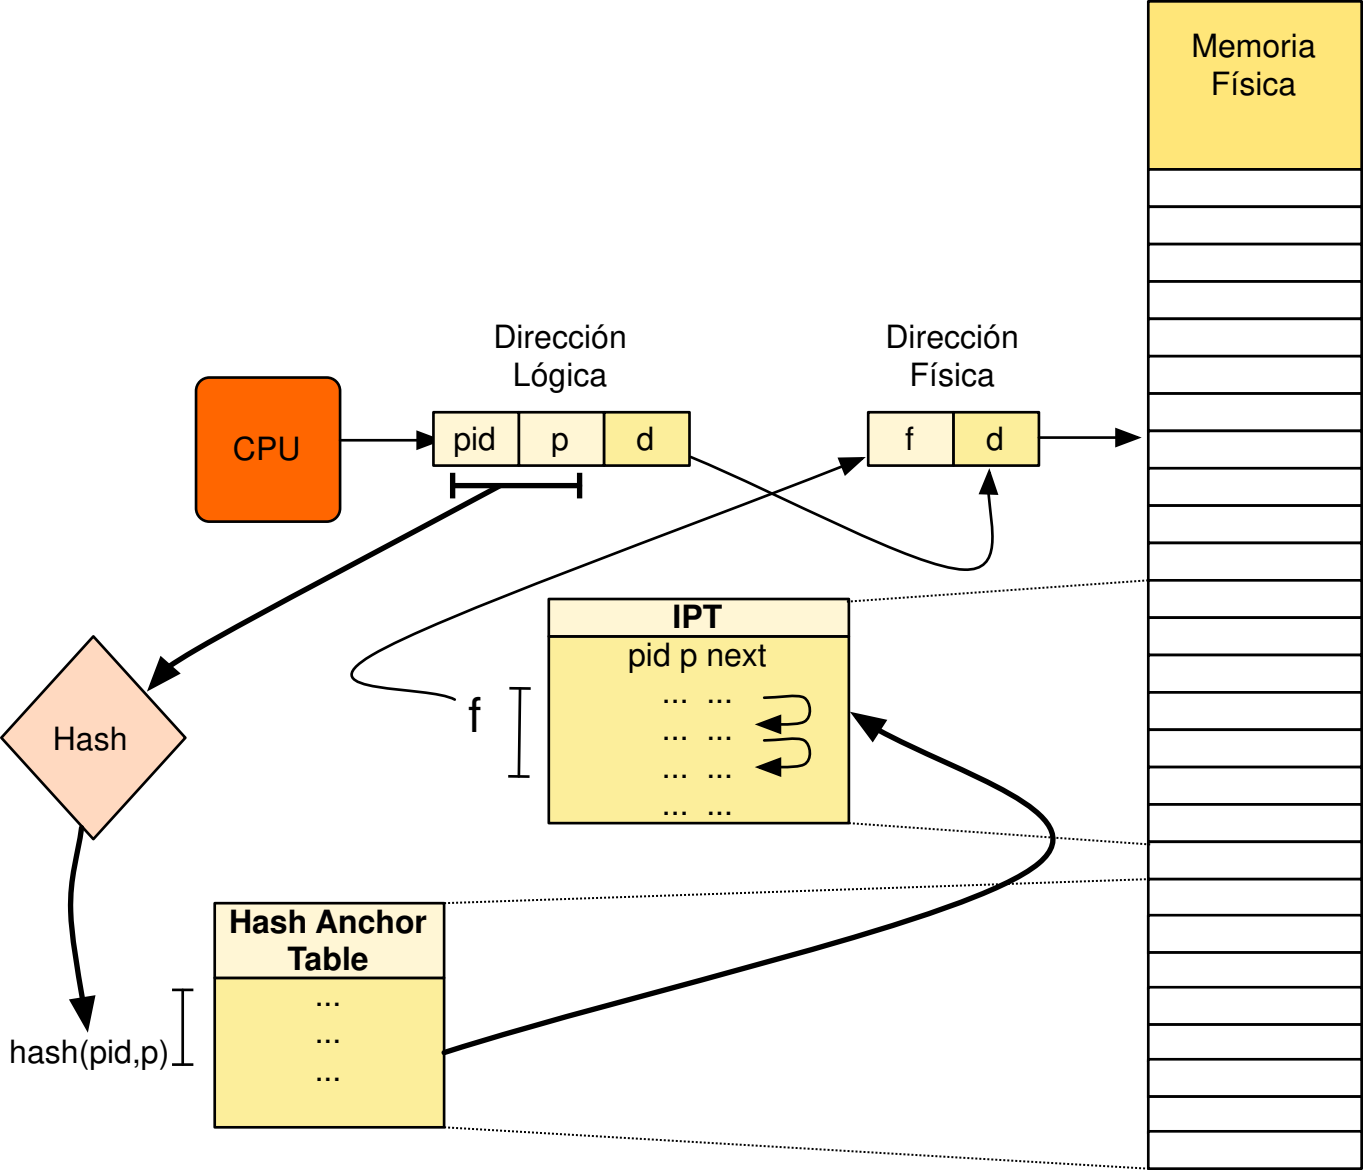 Memoria
Física
Dirección
Lógica
Dirección
Física
CPU
pid p d
f d
IPT
pid p next
... ...
... ...
... ...
... ...
f
Hash
Hash Anchor
Table
...
...
...
hash(pid,p)